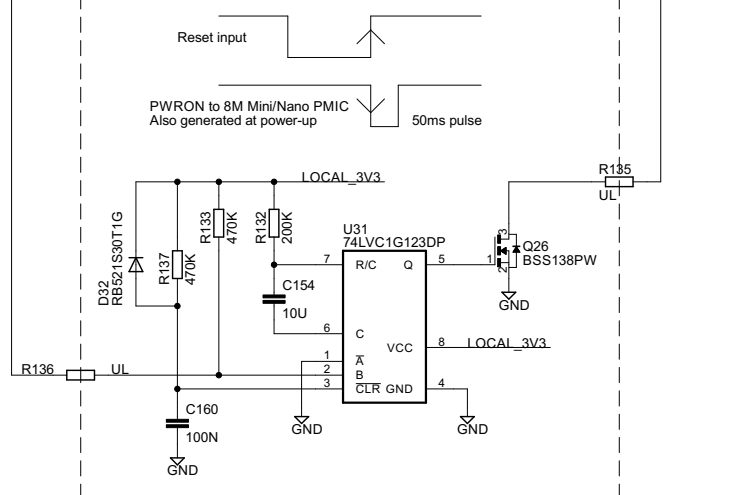 Reset input
PWRON to 8M Mini/Nano PMIC
Also generated at power-up
50ms pulse
R135
UL
LOCAL_3V3
D32
RB521S30T1G
R137
470K
R133
470K
R132
200K
U31
74LVC1G123DP
7
R/C
Q
5
1
3
2
Q26
BSS138PW
GND
C154
10U
6
C
VCC
8
LOCAL_3V3
1
A
2
B
3
CLR
GND
4
R136
UL
C160
100N
GND
GND
GND